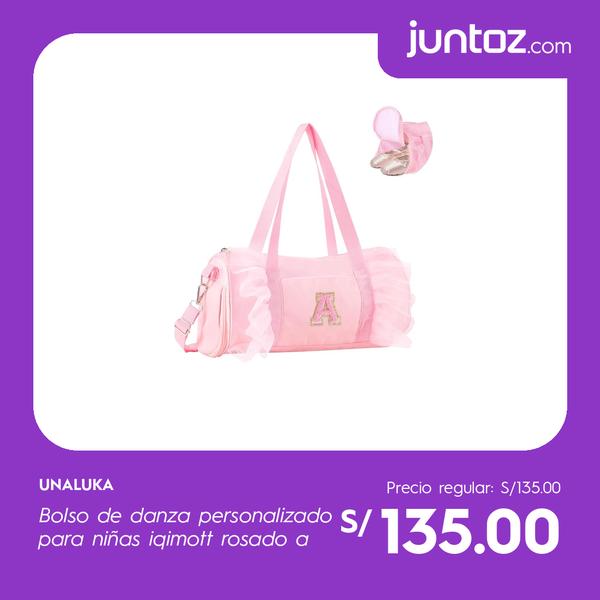 juntoz.com
A
UNALUKA
Precio regular: S/135.00
Bolso de danza personalizado
para niñas iqimott rosado a
S/135.00